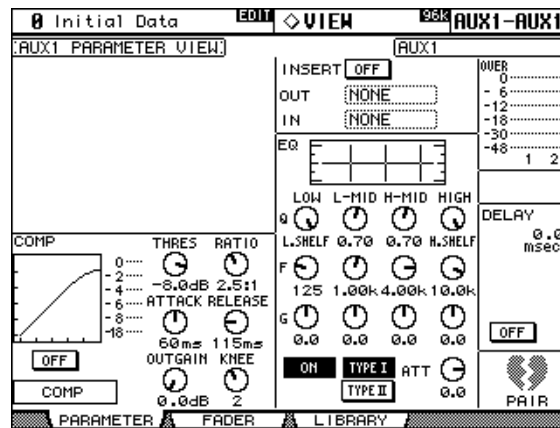 0 Initial Data EDIT ◇VIEW 96k AUX1-AUX1
AUX1 PARAMETER VIEW AUX1
INSERT OFF
OUT NONE
IN NONE
OVER
0
- 6
-12
-18
-30
-48
1 2
EQ
LOW L-MID H-MID HIGH
Q
L.SHELF 0.70 0.70 H.SHELF
F
125 1.00k 4.00k 10.0k
G
0.0 0.0 0.0 0.0
ON TYPE I ATT
TYPE II 0.0
DELAY
0.0
msec
OFF
PAIR
COMP
0
- 2
- 4
- 6
- 8
-18
THRES RATIO
-8.0dB 2.5:1
ATTACK RELEASE
60ms 115ms
OUTGAIN KNEE
0.0dB 2
OFF
COMP
PARAMETER FADER LIBRARY